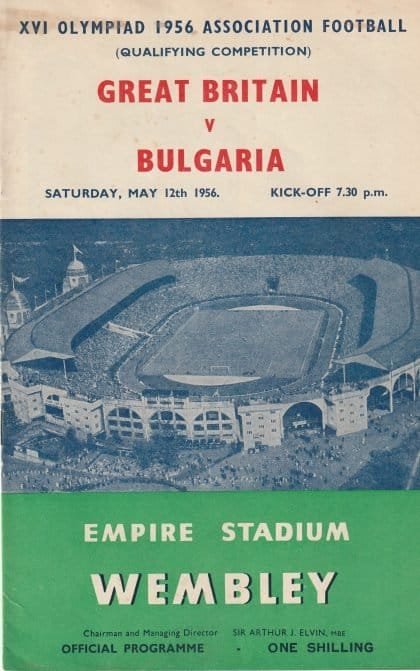 XVI OLYMPIAD 1956 ASSOCIATION FOOTBALL
(QUALIFYING COMPETITION)
GREAT BRITAIN
V
BULGARIA
SATURDAY, MAY 12th 1956. KICK-OFF 7.30 p.m.
EMPIRE STADIUM
WEMBLEY
Chairman and Managing Director SIR ARTHUR J. ELVIN, MBE
OFFICIAL PROGRAMME - ONE SHILLING